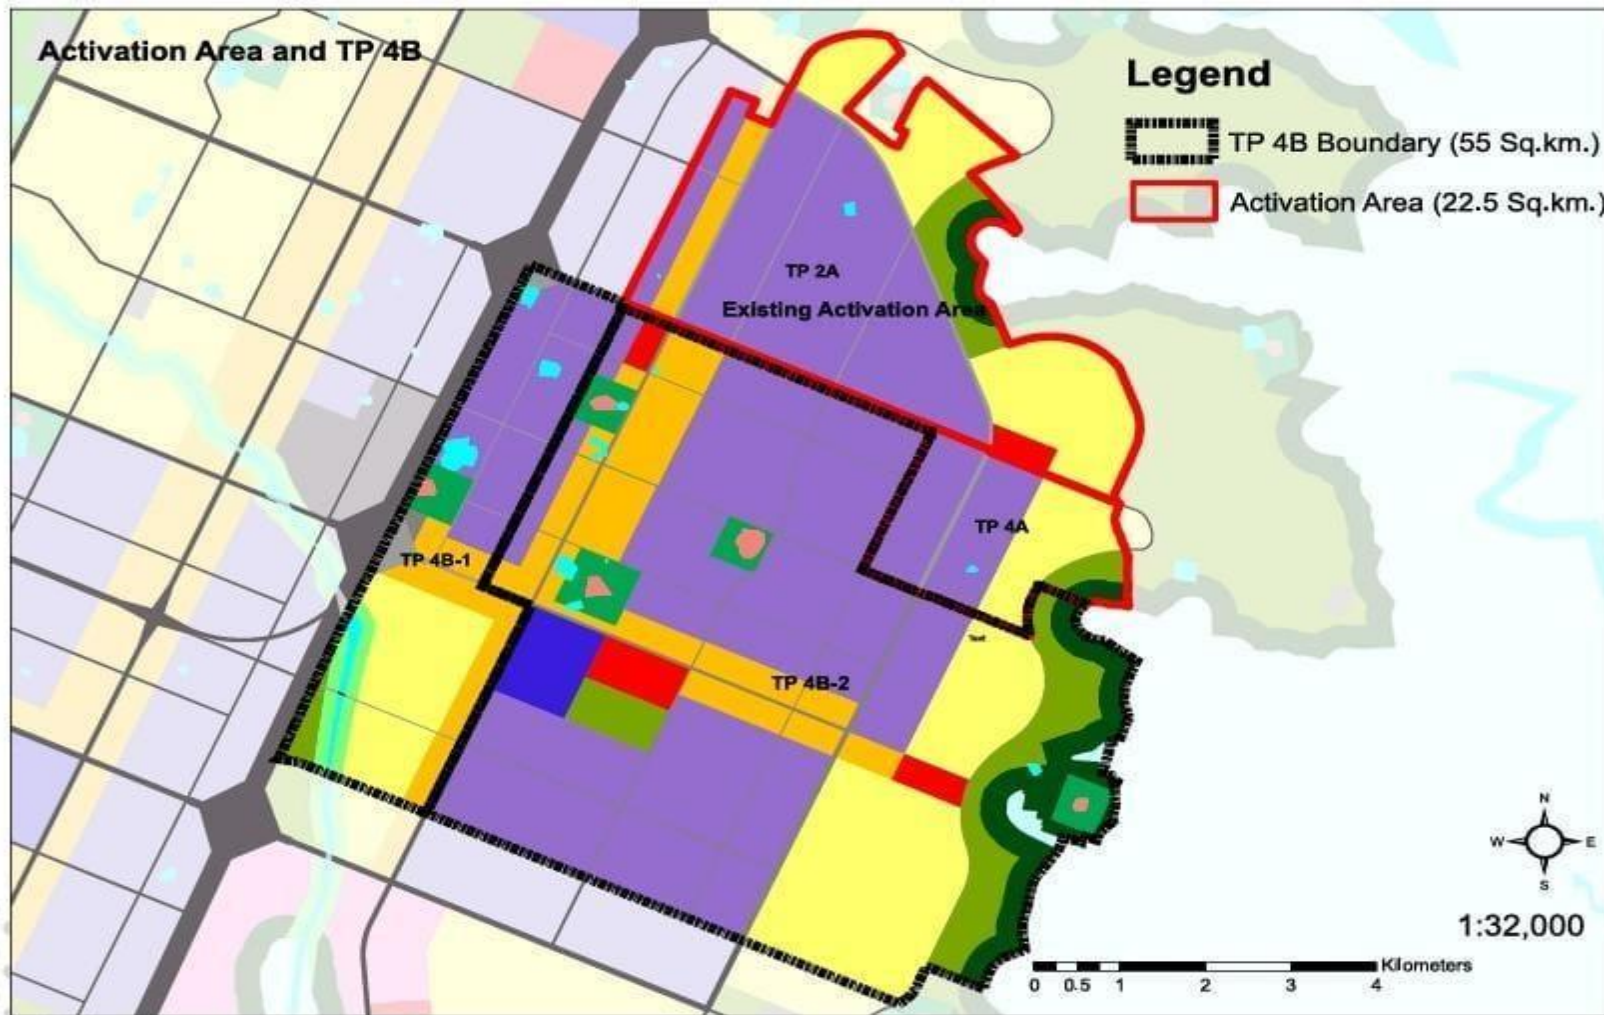 Activation Area and TP 4B
Legend
TP 4B Boundary (55 Sq.km.)
Activation Area (22.5 Sq.km.)
TP 2A
Existing Activation Area
TP 4A
TP 4B-1
TP 4B-2
N
W E
S
1:32,000
Kilometers
0 0.5 1 2 3 4